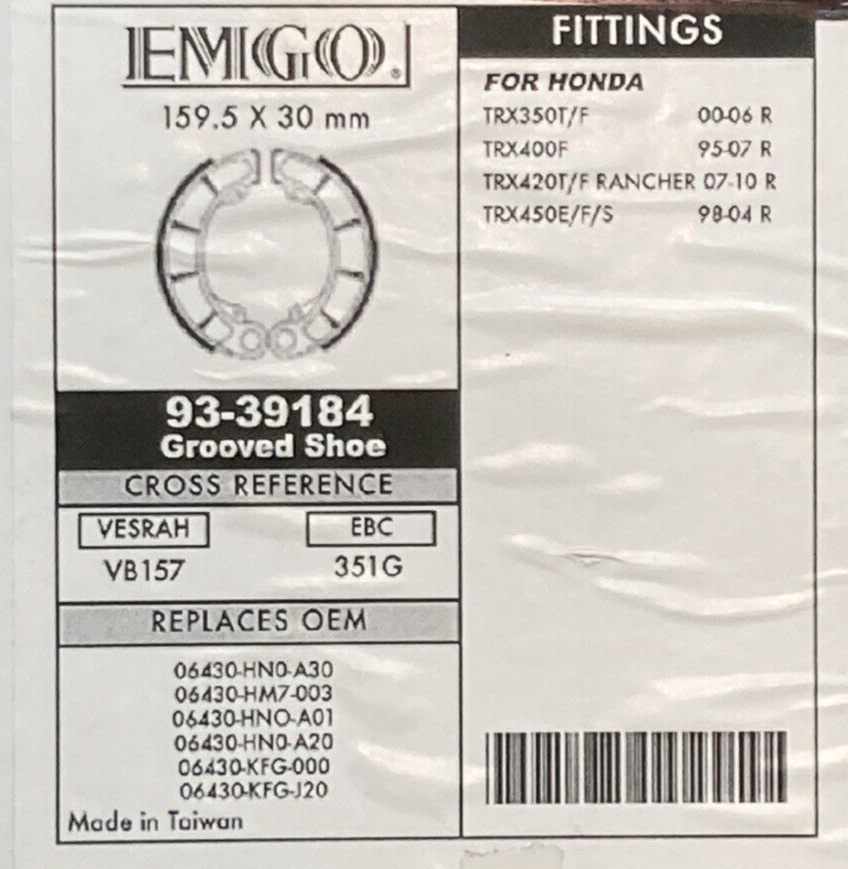 EMGO.
159.5 X 30 mm
93-39184
Grooved Shoe
CROSS REFERENCE
VESRAH EBC
VB157 351G
REPLACES OEM
06430-HN0-A30
06430-HM7-003
06430-HNO-A01
06430-HN0-A20
06430-KFG-000
06430-KFG-J20
Made in Taiwan
FITTINGS
FOR HONDA
TRX350T/F 00-06 R
TRX400F 95-07 R
TRX420T/F RANCHER 07-10 R
TRX450E/F/S 98-04 R